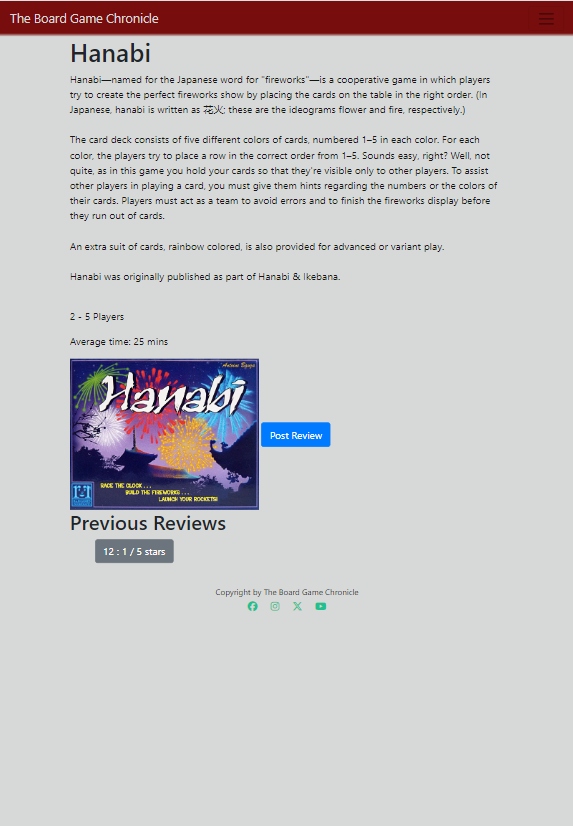 The Board Game Chronicle
Hanabi
Hanabi—named for the Japanese word for "fireworks"—is a cooperative game in which players
try to create the perfect fireworks show by placing the cards on the table in the right order. (In
Japanese, hanabi is written as 花火; these are the ideograms flower and fire, respectively.)
The card deck consists of five different colors of cards, numbered 1–5 in each color. For each
color, the players try to place a row in the correct order from 1–5. Sounds easy, right? Well, not
quite, as in this game you hold your cards so that they're visible only to other players. To assist
other players in playing a card, you must give them hints regarding the numbers or the colors of
their cards. Players must act as a team to avoid errors and to finish the fireworks display before
they run out of cards.
An extra suit of cards, rainbow colored, is also provided for advanced or variant play.
Hanabi was originally published as part of Hanabi & Ikebana.
2 - 5 Players
Average time: 25 mins
Antoine Bauza
Hanabi
RACE THE CLOCK . . .
BUILD THE FIREWORKS . . .
LAUNCH YOUR ROCKETS!
Post Review
Previous Reviews
12 : 1 / 5 stars
Copyright by The Board Game Chronicle